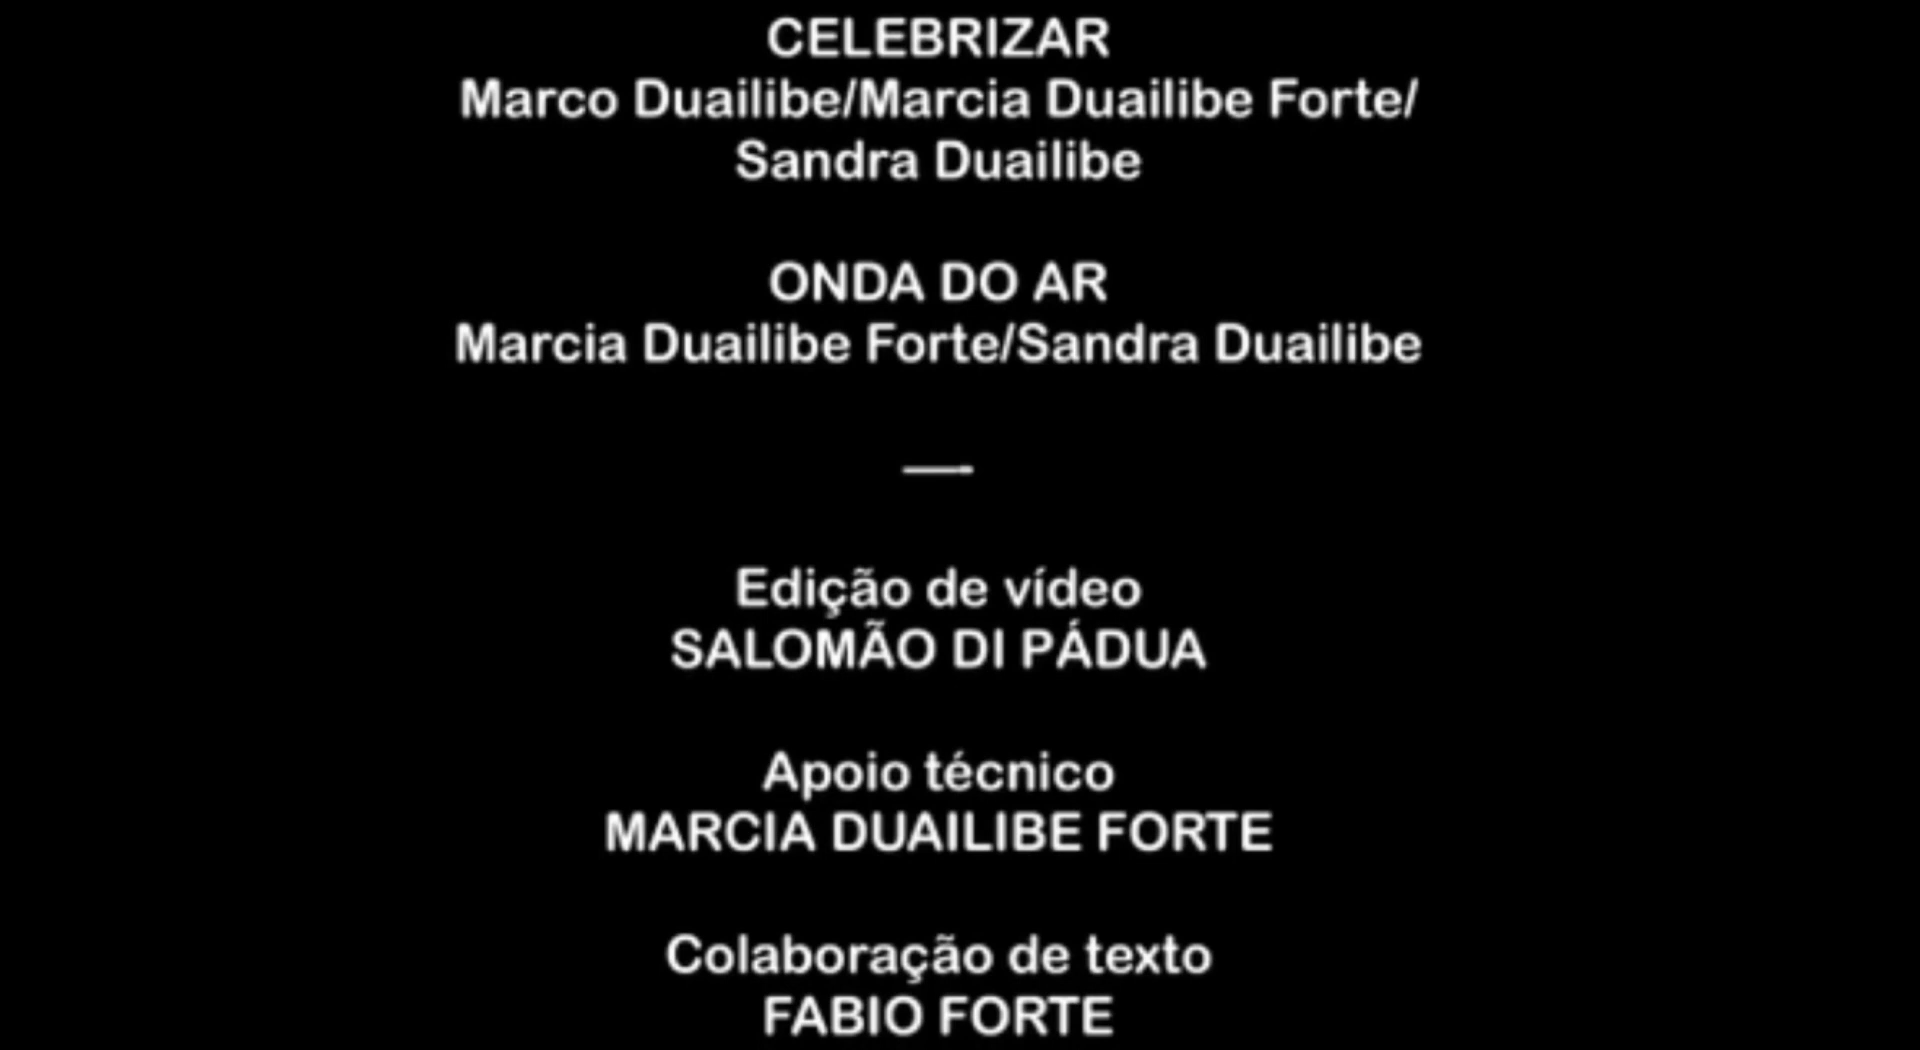 CELEBRIZAR
Marco Duailibe/Marcia Duailibe Forte/
Sandra Duailibe
ONDA DO AR
Marcia Duailibe Forte/Sandra Duailibe
—-
Edição de vídeo
SALOMÃO DI PÁDUA
Apoio técnico
MARCIA DUAILIBE FORTE
Colaboração de texto
FABIO FORTE